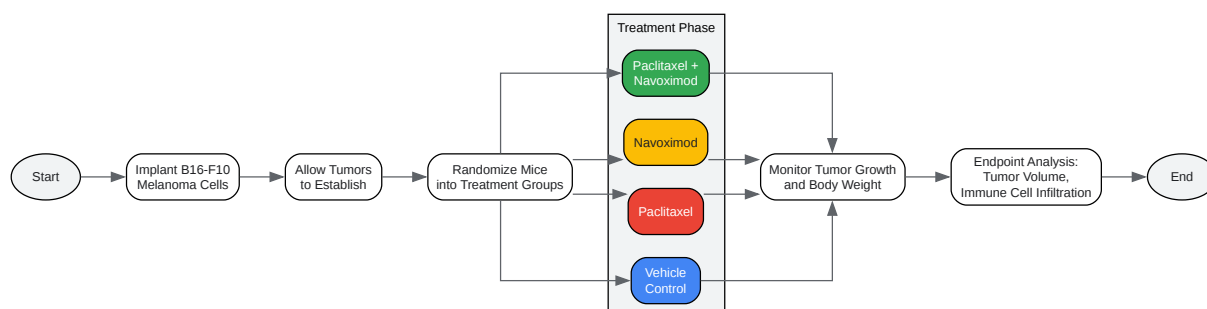 Start
Implant B16-F10
Melanoma Cells
Allow Tumors
to Establish
Randomize Mice
into Treatment Groups
Treatment Phase
Paclitaxel +
Navoximod
Navoximod
Paclitaxel
Vehicle
Control
Monitor Tumor Growth
and Body Weight
Endpoint Analysis:
Tumor Volume,
Immune Cell Infiltration
End